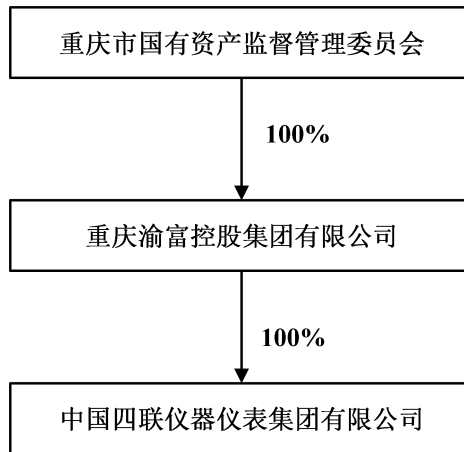 重庆市国有资产监督管理委员会
100%
重庆渝富控股集团有限公司
100%
中国四联仪器仪表集团有限公司